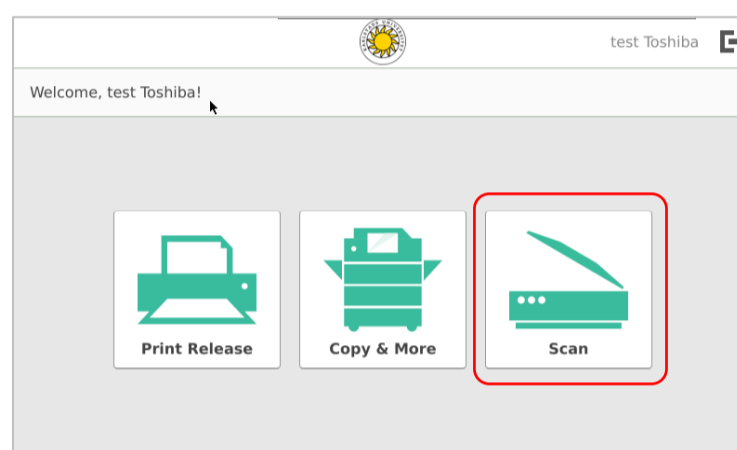 test Toshiba
Welcome, test Toshiba!
Print Release
Copy & More
Scan